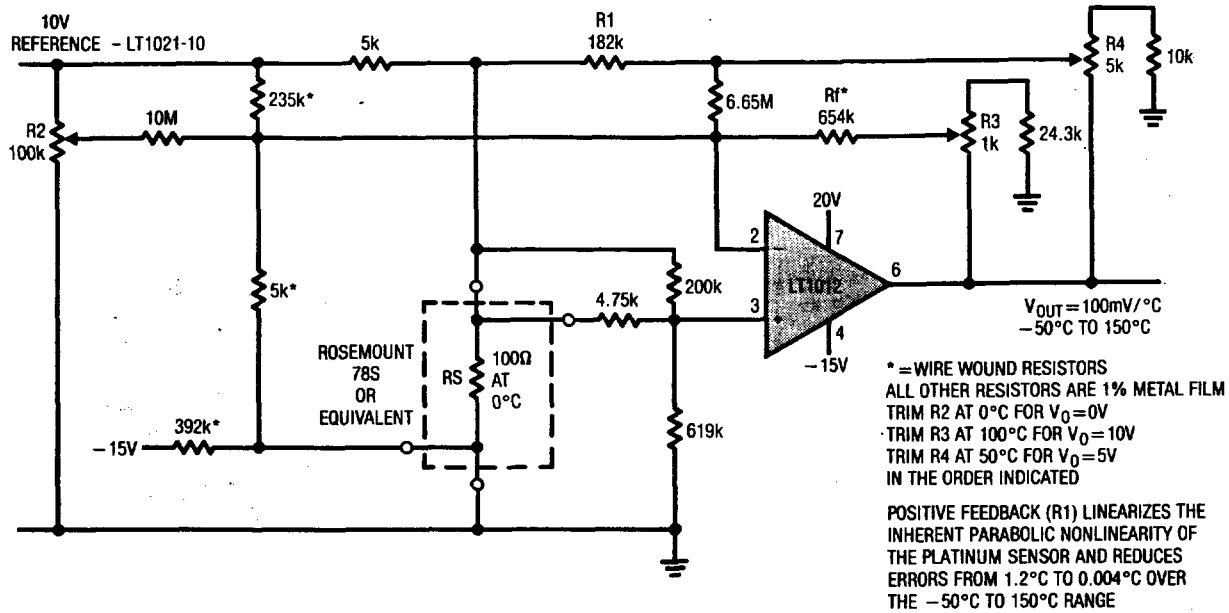 10V
REFERENCE - LT1021-10
5k
R1
182k
R4
5k
10k
235k*
6.65M
Rf*
654k
R3
1k
24.3k
R2
100k
10M
20V
2
7
200k
LT1012
6
5k*
4.75k
3
+
4
-15V
VOUT=100mV/°C
-50°C TO 150°C
ROSEMOUNT
78S
OR
EQUIVALENT
RS
100Ω
AT
0°C
619k
392k*
-15V
* =WIRE WOUND RESISTORS
ALL OTHER RESISTORS ARE 1% METAL FILM
TRIM R2 AT 0°C FOR VO=0V
TRIM R3 AT 100°C FOR VO=10V
TRIM R4 AT 50°C FOR VO=5V
IN THE ORDER INDICATED
POSITIVE FEEDBACK (R1) LINEARIZES THE
INHERENT PARABOLIC NONLINEARITY OF
THE PLATINUM SENSOR AND REDUCES
ERRORS FROM 1.2°C TO 0.004°C OVER
THE -50°C TO 150°C RANGE